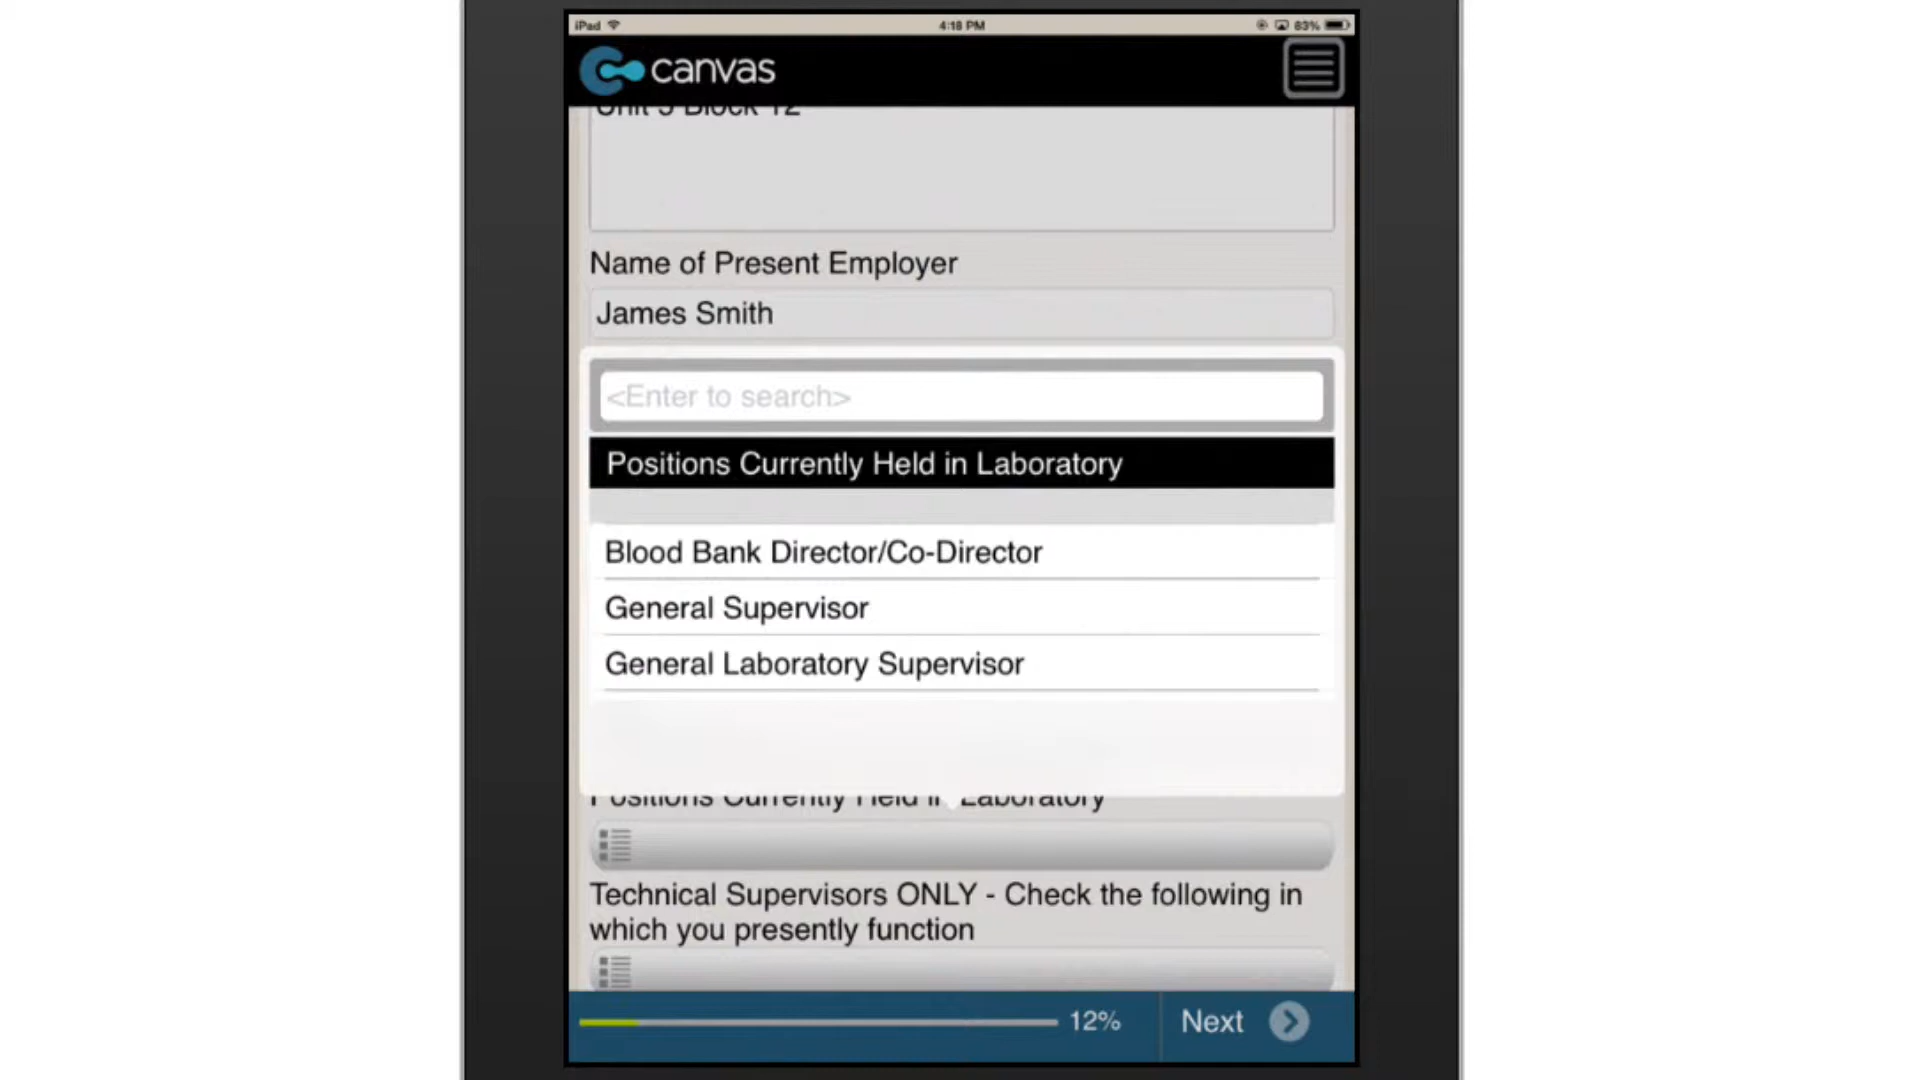 iPad
4:18 PM
83%
canvas
Unit 5 Block 12
Name of Present Employer
James Smith
<Enter to search>
Positions Currently Held in Laboratory
Blood Bank Director/Co-Director
General Supervisor
General Laboratory Supervisor
Positions Currently Held in Laboratory
Technical Supervisors ONLY - Check the following in
which you presently function
12%
Next